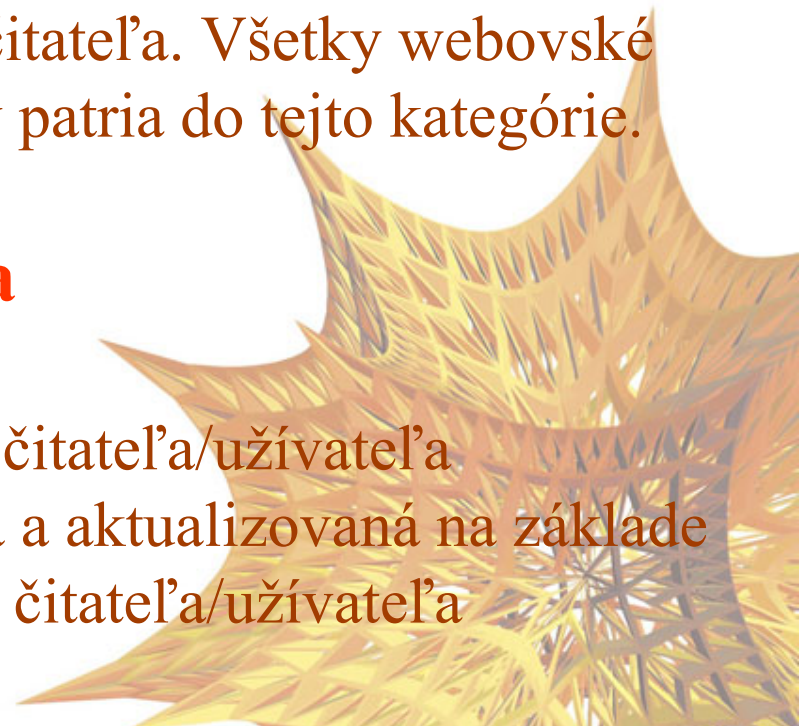 čitateľa. Všetky webovské
patria do tejto kategórie.
a
čitateľa/užívateľa
a aktualizovaná na základe
čitateľa/užívateľa